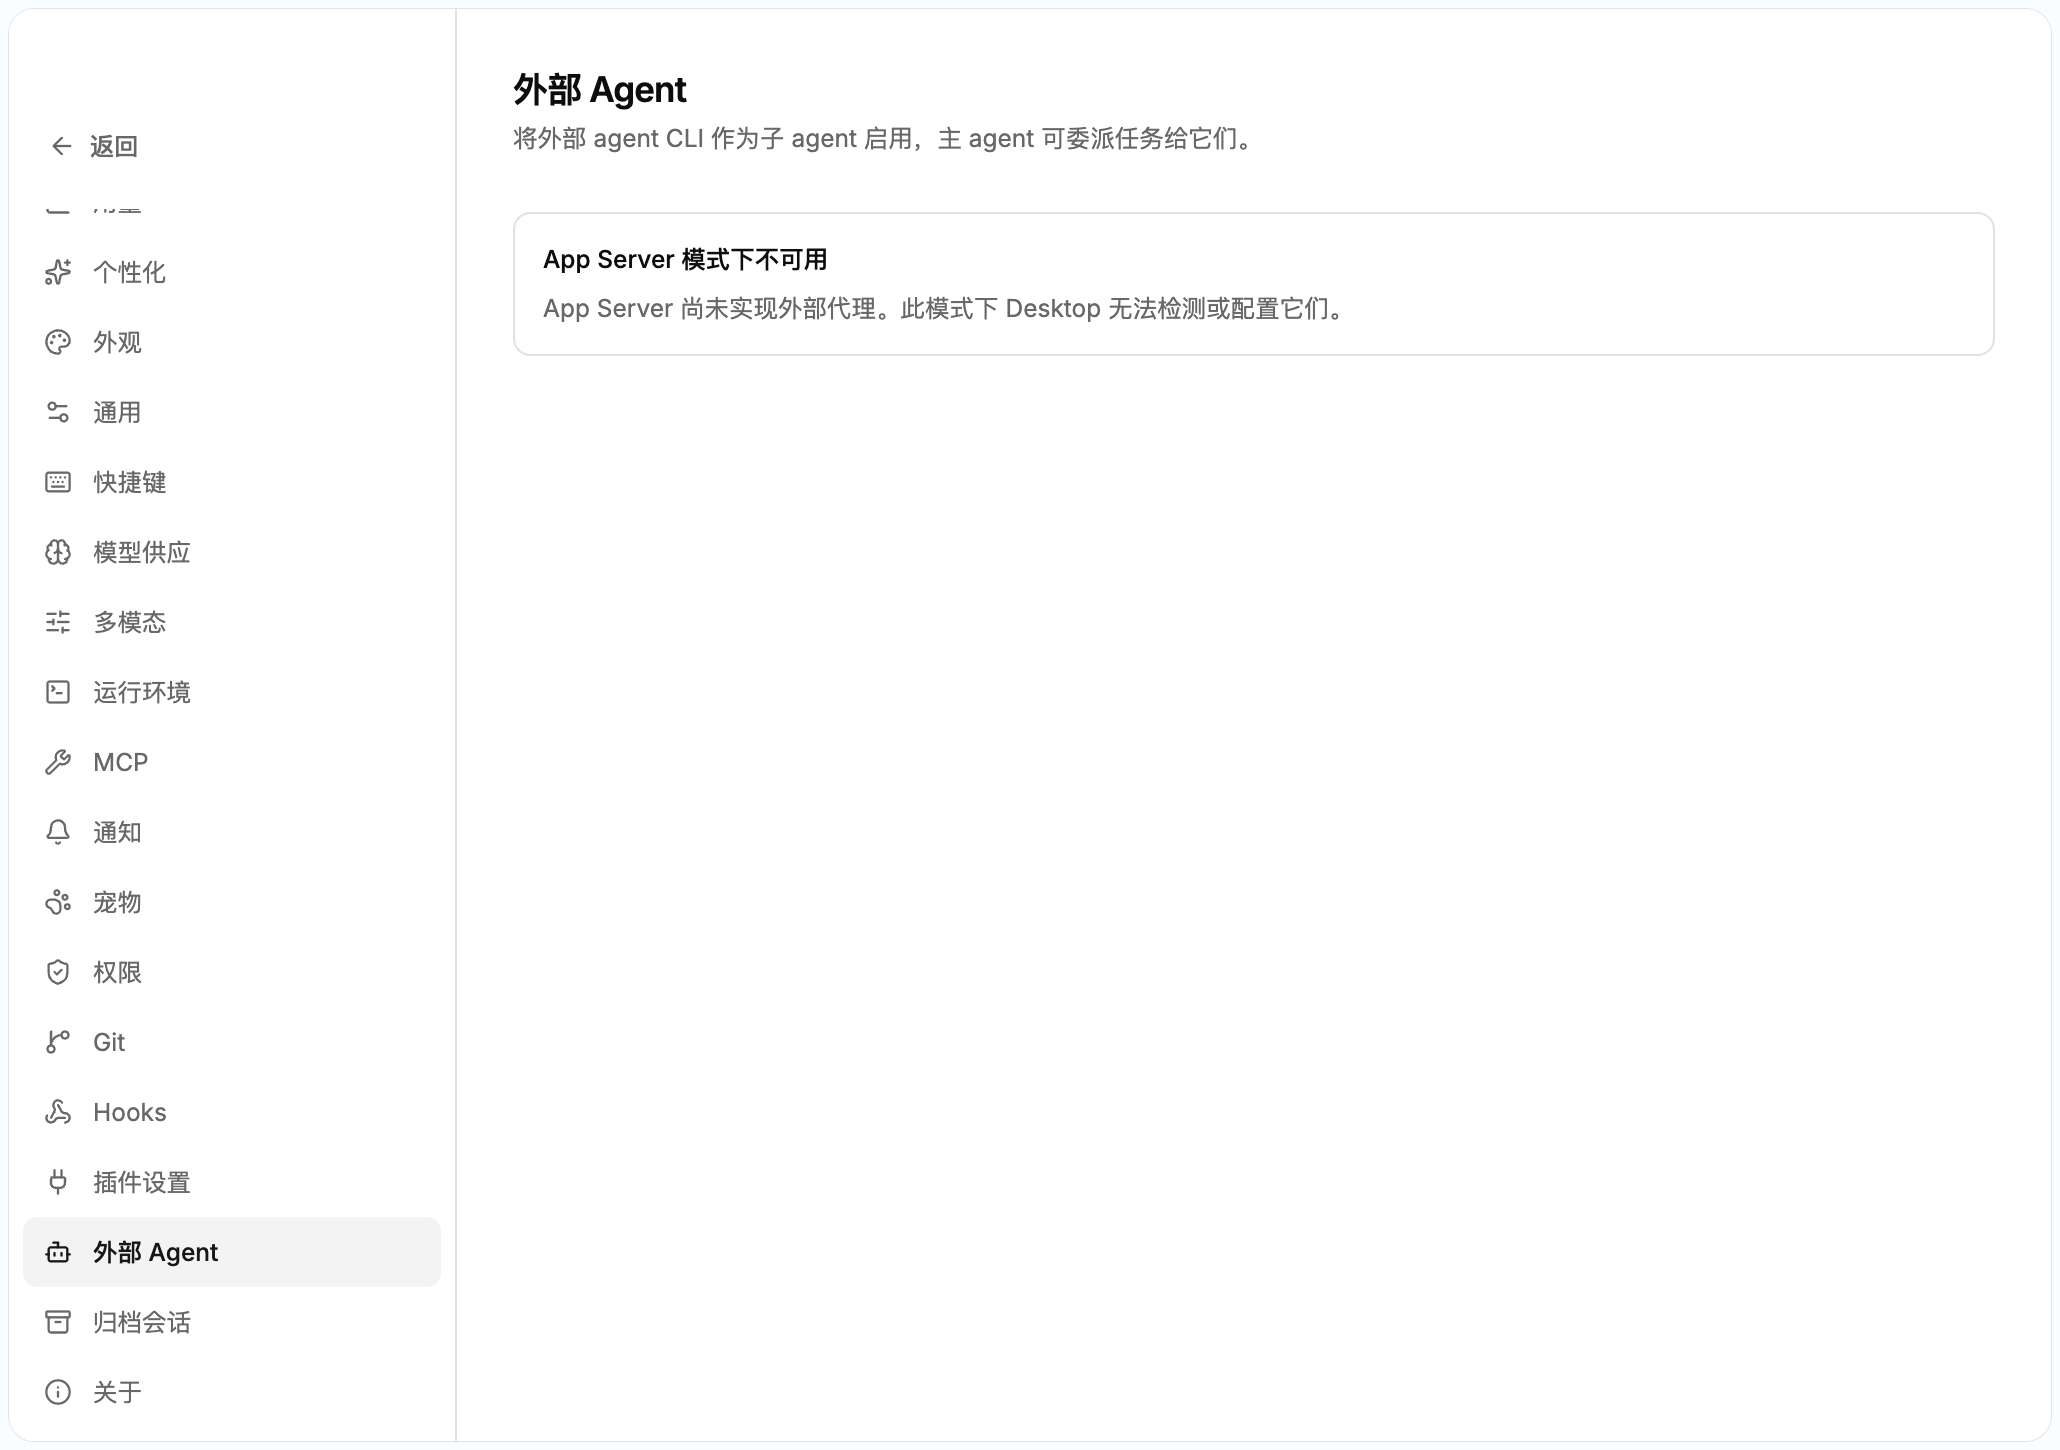 返回
个性化
外观
通用
快捷键
模型供应
多模态
运行环境
MCP
通知
宠物
权限
Git
Hooks
插件设置
外部 Agent
归档会话
关于
外部 Agent
将外部 agent CLI 作为子 agent 启用，主 agent 可委派任务给它们。
App Server 模式下不可用
App Server 尚未实现外部代理。此模式下 Desktop 无法检测或配置它们。